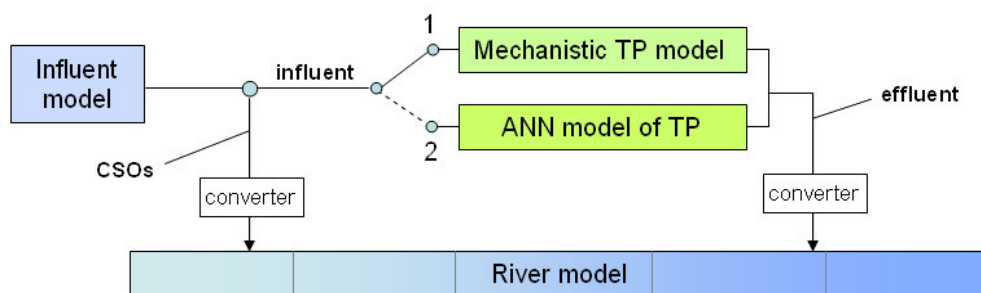 1
Mechanistic TP model
Influent
model
influent
effluent
ANN model of TP
2
CSOs
converter
converter
River model